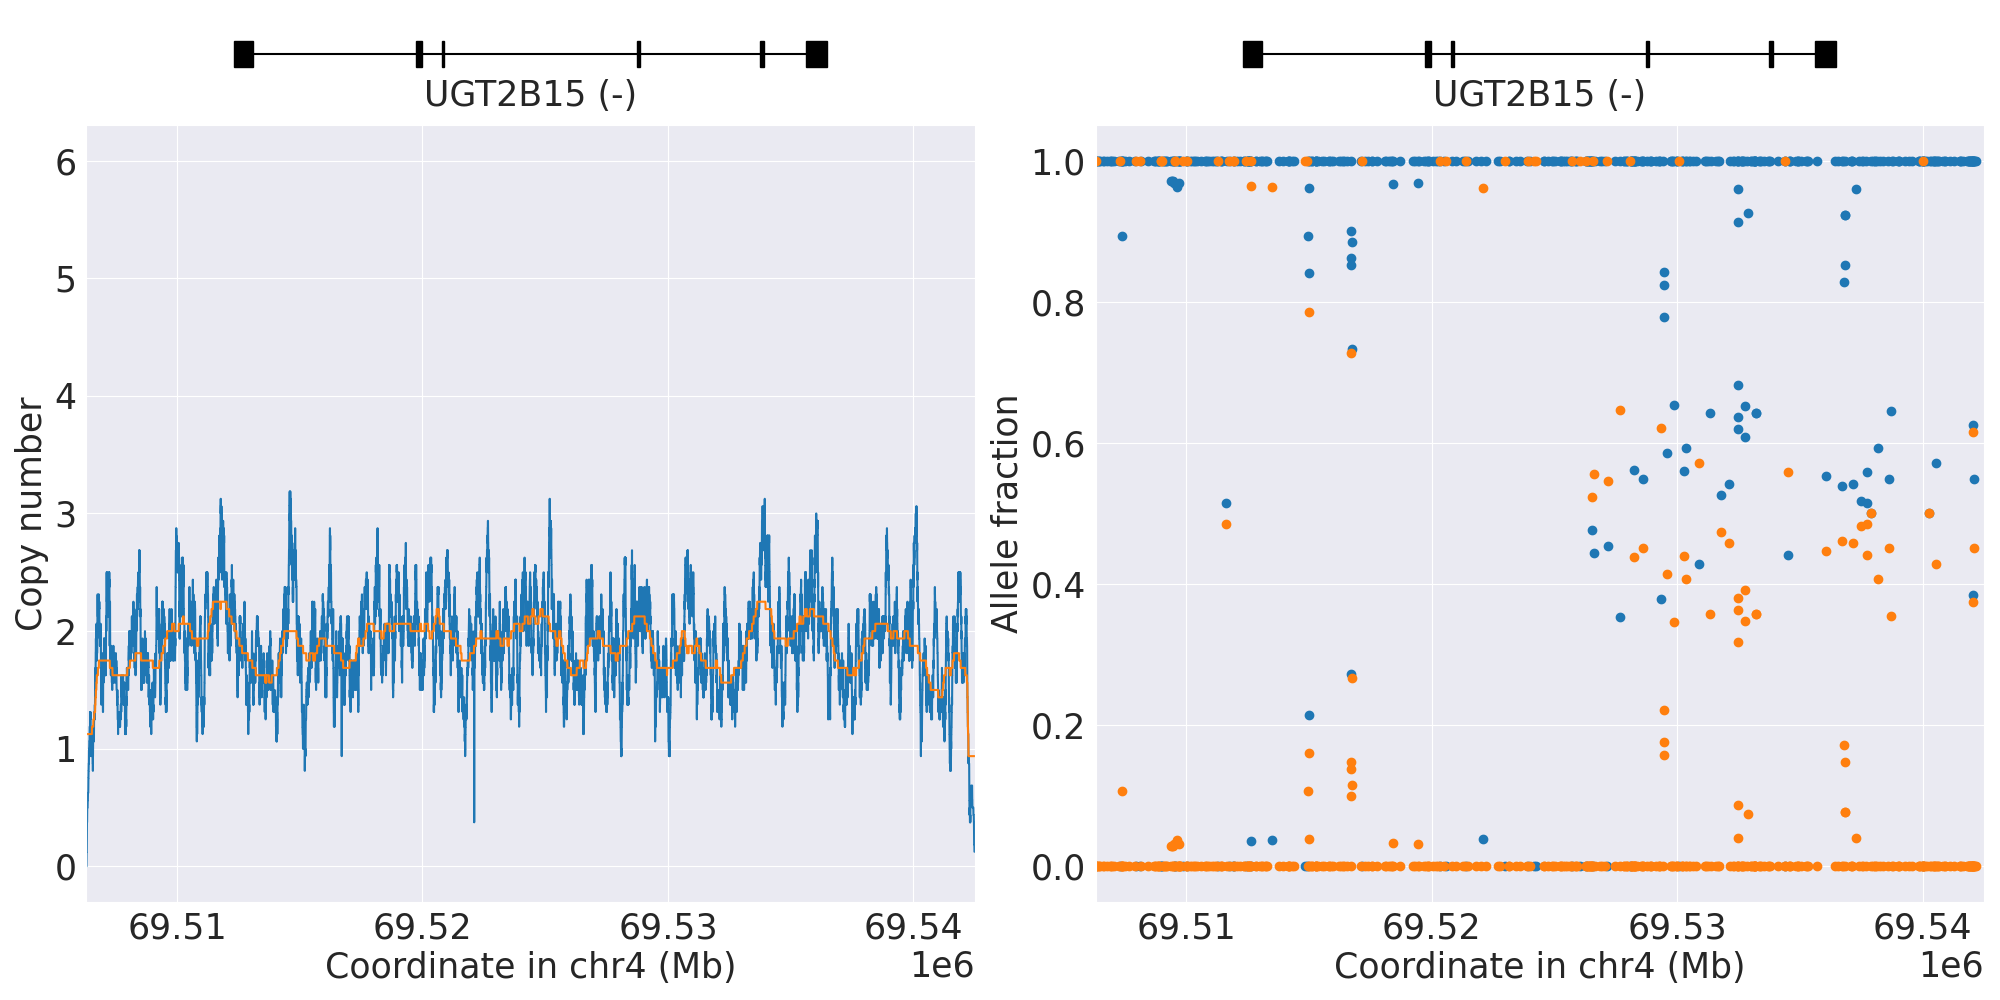 UGT2B15 (-)
6
5
4
3
2
1
0
Copy number
69.51 69.52 69.53 69.54
Coordinate in chr4 (Mb)
1e6
UGT2B15 (-)
1.0
0.8
0.6
0.4
0.2
0.0
Allele fraction
69.51 69.52 69.53 69.54
Coordinate in chr4 (Mb)
1e6